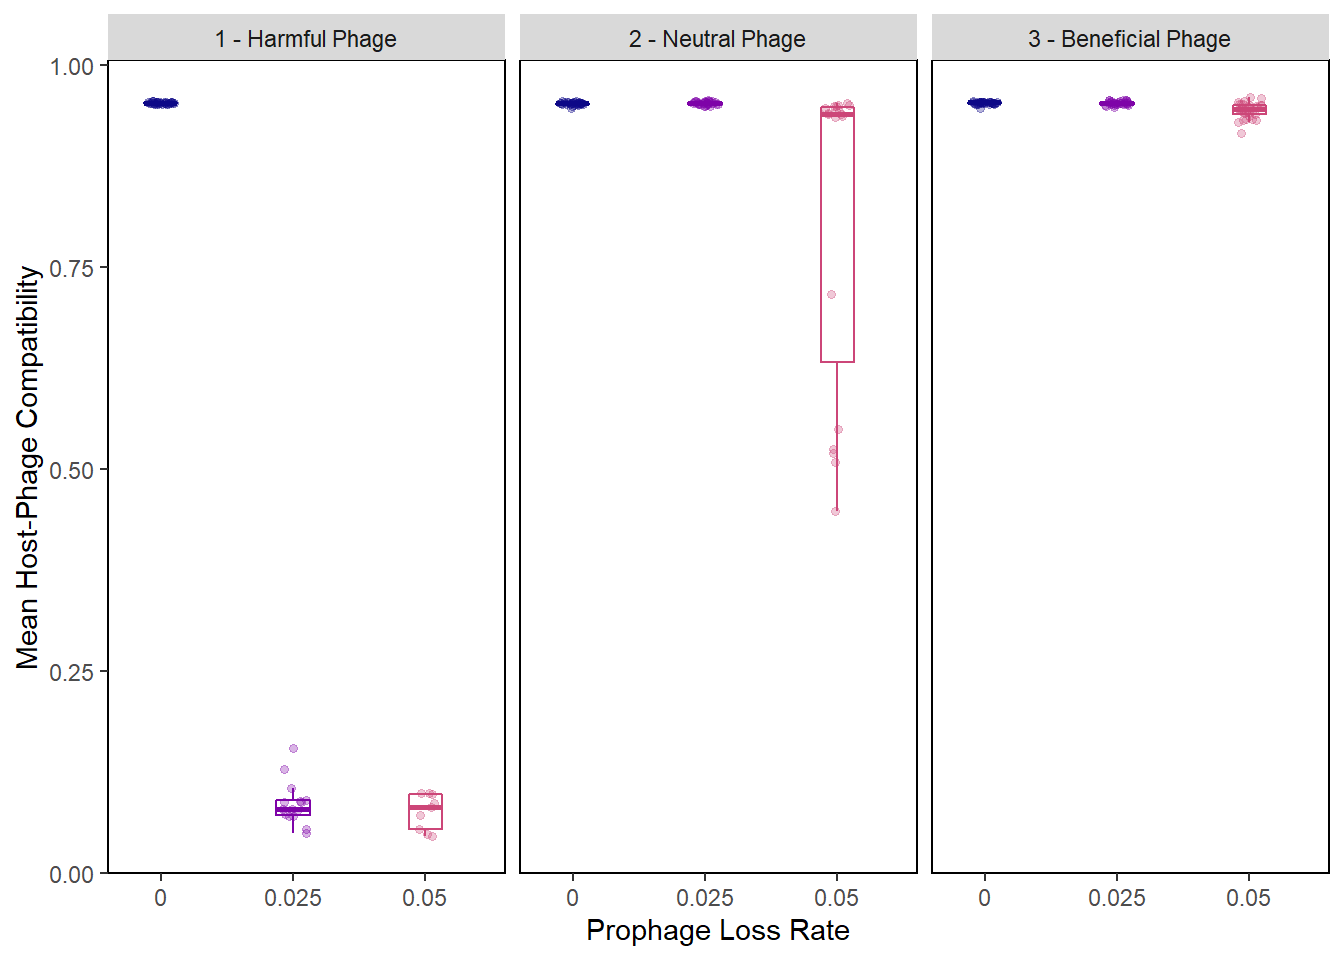 1 - Harmful Phage
2 - Neutral Phage
3 - Beneficial Phage
Mean Host-Phage Compatibility
1.00
0.75
0.50
0.25
0.00
0 0.025 0.05
0 0.025 0.05
0 0.025 0.05
Prophage Loss Rate